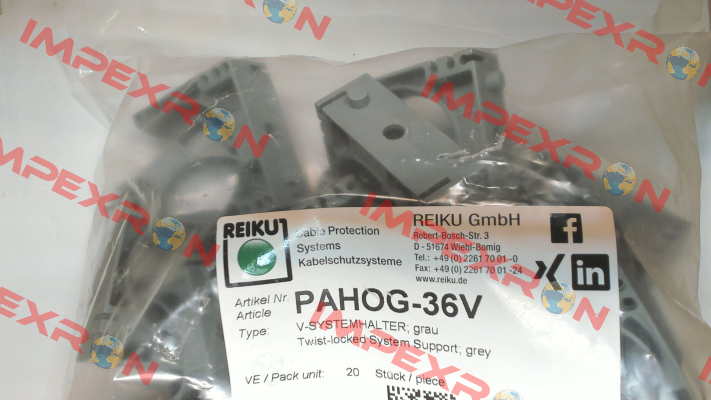 IMPEXRON
IMPEXRON
IMPEXRON
IMPEXRON
IMPEXRON
IMPEXRON
REIKU
Cable Protection
Systems
Kabelschutzsysteme
REIKU GmbH
Robert-Bosch-Str. 3
D - 51674 Wiehl-Bomig
Tel.: +49 (0) 2261 70 01 -0
Fax: +49 (0) 2261 70 01 -24
www.reiku.de
Artikel Nr.
Article
PAHOG-36V
Type:
V-SYSTEMHALTER; grau
Twist-locked System Support; grey
VE / Pack unit: 20 Stück / piece